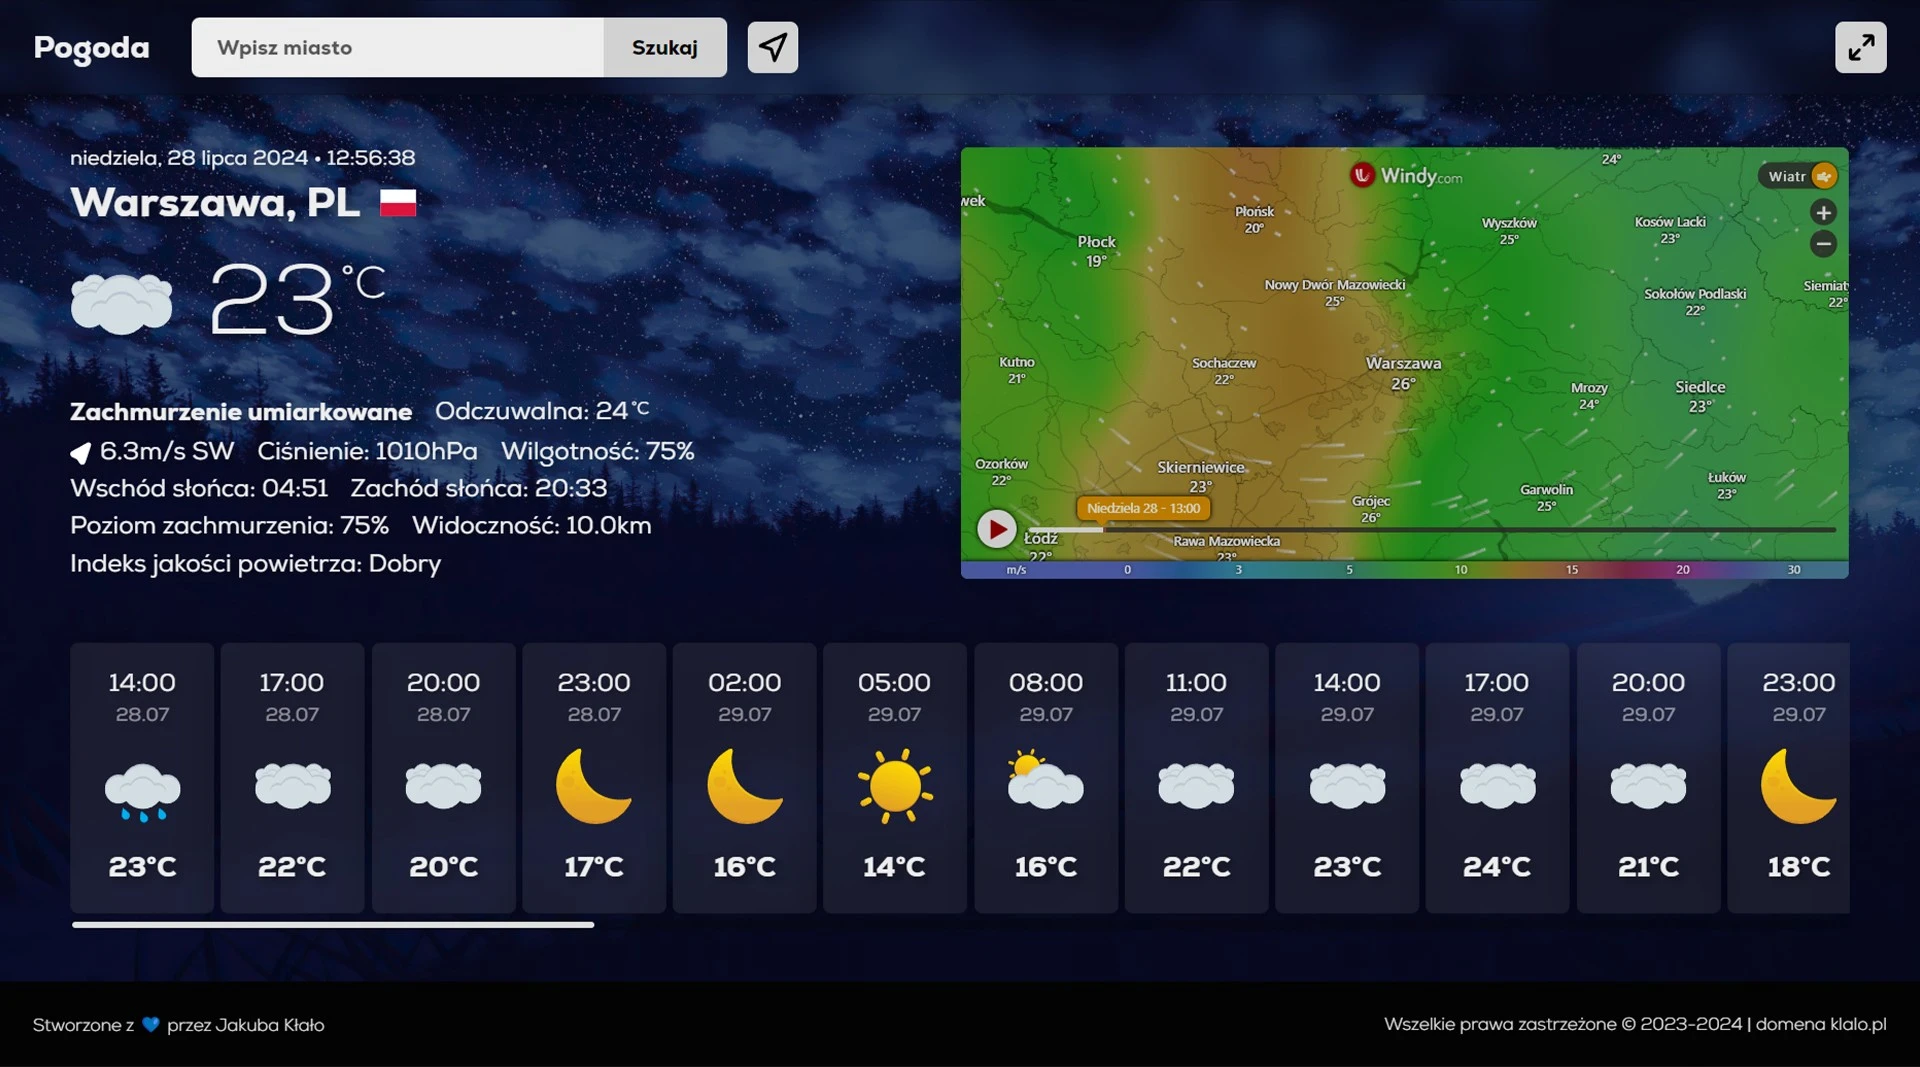 Pogoda
Wpisz miasto
Szukaj
niedziela, 28 lipca 2024 • 12:56:38
Warszawa, PL
23°C
Zachmurzenie umiarkowane Odczuwalna: 24°C
6.3m/s SW Ciśnienie: 1010hPa Wilgotność: 75%
Wschód słońca: 04:51 Zachód słońca: 20:33
Poziom zachmurzenia: 75% Widoczność: 10.0km
Indeks jakości powietrza: Dobry
24°
Windy.com
Wiatr
+
−
wek
Płońsk
20°
Płock
19°
Wyszków
25°
Kosów Lacki
23°
Nowy Dwór Mazowiecki
25°
Sokołów Podlaski
22°
Siemiat
22°
Kutno
21°
Sochaczew
22°
Warszawa
26°
Mrozy
24°
Siedlce
23°
Ozorków
22°
Skierniewice
23°
Grójec
26°
Garwolin
25°
Łuków
23°
Niedziela 28 - 13:00
Łódź
22°
Rawa Mazowiecka
23°
m/s 0 3 5 10 15 20 30
14:00 17:00 20:00 23:00 02:00 05:00 08:00 11:00 14:00 17:00 20:00 23:00
28.07 28.07 28.07 28.07 29.07 29.07 29.07 29.07 29.07 29.07 29.07 29.07
23°C 22°C 20°C 17°C 16°C 14°C 16°C 22°C 23°C 24°C 21°C 18°C
Stworzone z 💙 przez Jakuba Kłało
Wszelkie prawa zastrzeżone © 2023-2024 | domena klalo.pl